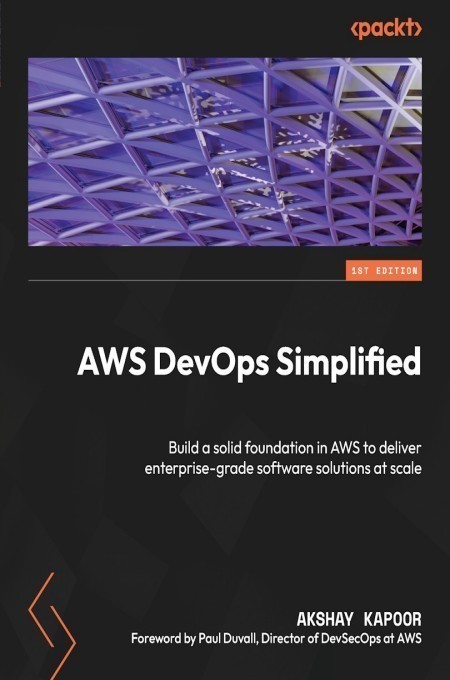 <packt>
1ST EDITION
AWS DevOps Simplified
Build a solid foundation in AWS to deliver
enterprise-grade software solutions at scale
AKSHAY KAPOOR
Foreword by Paul Duvall, Director of DevSecOps at AWS